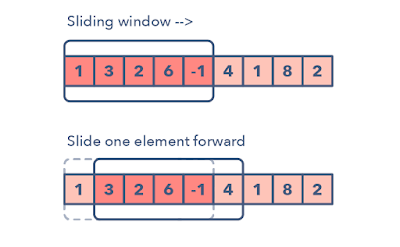 Sliding window -->
1 3 2 6 -1 4 1 8 2
Slide one element forward
1 3 2 6 -1 4 1 8 2